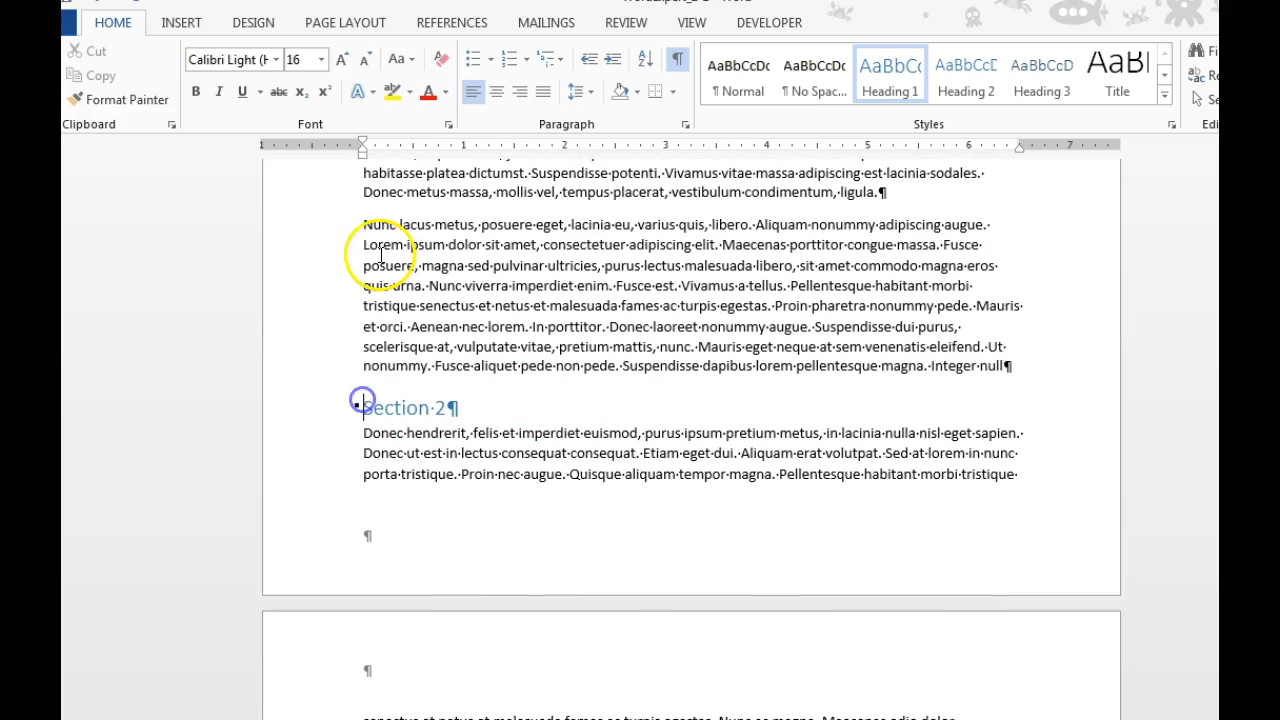 HOME INSERT DESIGN PAGE LAYOUT REFERENCES MAILINGS REVIEW VIEW DEVELOPER
Cut
Copy
Format Painter
Clipboard
Calibri Light (H 16
Font
Paragraph
AaBbCcDc AaBbCcDc AaBbCc AaBbCcC AaBbCcD AaBl
¶ Normal ¶ No Spac... Heading 1 Heading 2 Heading 3 Title
Styles
1 1 2 3 4 5 6 7
habitasse·platea·dictumst.·Suspendisse·potenti.·Vivamus·vitae·massa·adipiscing·est·lacinia·sodales.·
Donec·metus·massa,·mollis·vel,·tempus·placerat,·vestibulum·condimentum,·ligula.¶
Nunc·lacus·metus,·posuere·eget,·lacinia·eu,·varius·quis,·libero.·Aliquam·nonummy·adipiscing·augue.·
Lorem·ipsum·dolor·sit·amet,·consectetuer·adipiscing·elit.·Maecenas·porttitor·congue·massa.·Fusce·
posuere,·magna·sed·pulvinar·ultricies,·purus·lectus·malesuada·libero,·sit·amet·commodo·magna·eros·
quis·urna.·Nunc·viverra·imperdiet·enim.·Fusce·est.·Vivamus·a·tellus.·Pellentesque·habitant·morbi·
tristique·senectus·et·netus·et·malesuada·fames·ac·turpis·egestas.·Proin·pharetra·nonummy·pede.·Mauris·
et·orci.·Aenean·nec·lorem.·In·porttitor.·Donec·laoreet·nonummy·augue.·Suspendisse·dui·purus,·
scelerisque·at,·vulputate·vitae,·pretium·mattis,·nunc.·Mauris·eget·neque·at·sem·venenatis·eleifend.·Ut·
nonummy.·Fusce·aliquet·pede·non·pede.·Suspendisse·dapibus·lorem·pellentesque·magna.·Integer·null¶
Section·2¶
Donec·hendrerit,·felis·et·imperdiet·euismod,·purus·ipsum·pretium·metus,·in·lacinia·nulla·nisl·eget·sapien.·
Donec·ut·est·in·lectus·consequat·consequat.·Etiam·eget·dui.·Aliquam·erat·volutpat.·Sed·at·lorem·in·nunc·
porta·tristique.·Proin·nec·augue.·Quisque·aliquam·tempor·magna.·Pellentesque·habitant·morbi·tristique·
¶
¶